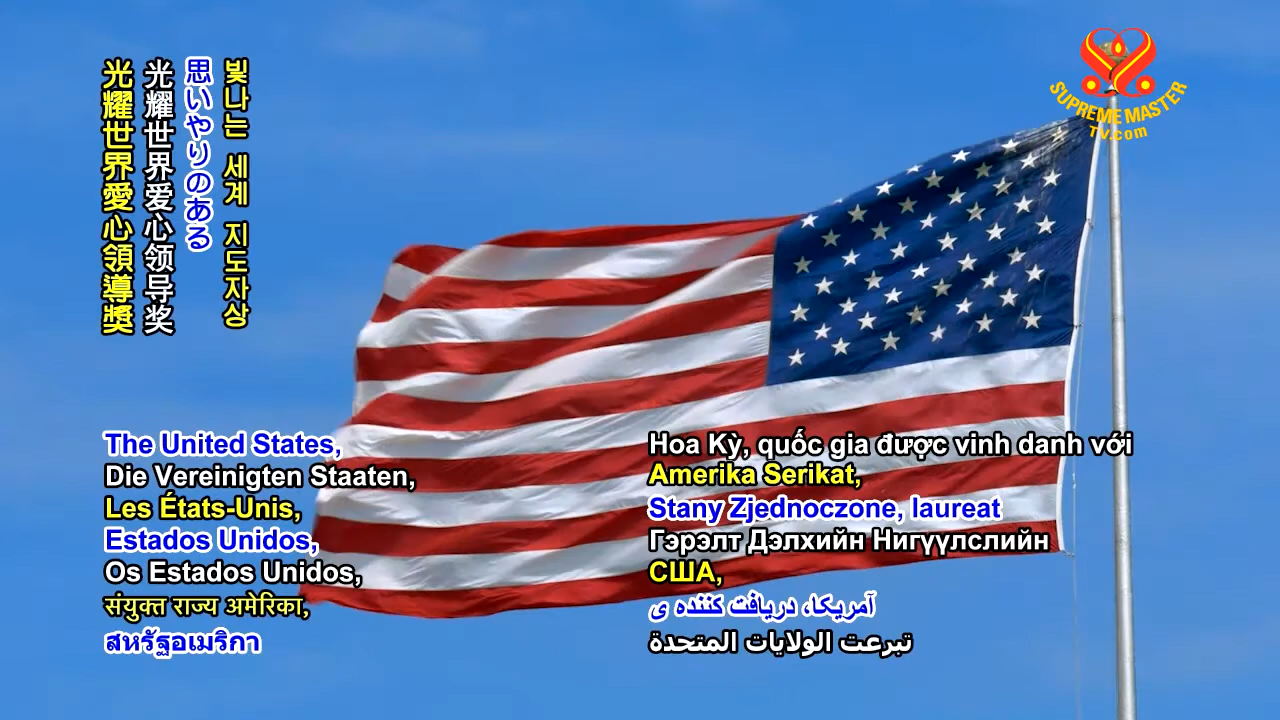 光耀世界愛心領導獎
光耀世界爱心领导奖
思いやりのある
빛나는 세계 지도자상
SUPREME MASTER
TV.com
The United States,
Die Vereinigten Staaten,
Les États-Unis,
Estados Unidos,
Os Estados Unidos,
संयुक्त राज्य अमेरिका,
สหรัฐอเมริกา
Hoa Kỳ, quốc gia được vinh danh với
Amerika Serikat,
Stany Zjednoczone, laureat
Гэрэлт Дэлхийн Нигүүлслийн
США,
آمریکا، دریافت کننده ی
تبرعت الولايات المتحدة